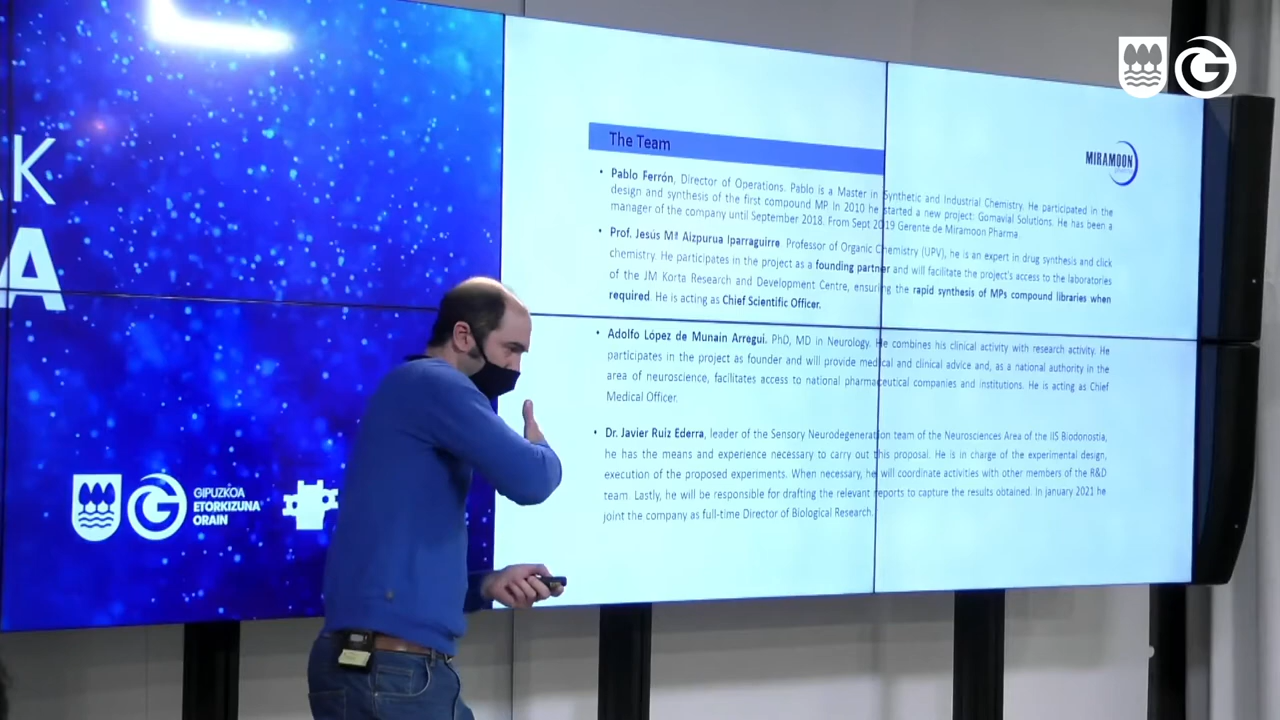 AK
A
GIPUZKOA
ETORKIZUNA
ORAIN
The Team
MIRAMOON
• Pablo Ferrón, Director of Operations. Pablo is a Master in Synthetic and Industrial Chemistry. He participated in the
design and synthesis of the first compound MP. In 2010 he started a new project: Gomavial Solutions. He has been a
manager of the company until September 2018. From Sept 2019 Gerente de Miramoon Pharma.
• Prof. Jesús Mª Aizpurua Iparraguirre Professor of Organic Chemistry (UPV), he is an expert in drug synthesis and click
chemistry. He participates in the project as a founding partner and will facilitate the project's access to the laboratories
of the JM Korta Research and Development Centre, ensuring the rapid synthesis of MPs compound libraries when
required. He is acting as Chief Scientific Officer.
• Adolfo López de Munain Arregui. PhD, MD in Neurology. He combines his clinical activity with research activity. He
participates in the project as founder and will provide medical and clinical advice and, as a national authority in the
area of neuroscience, facilitates access to national pharmaceutical companies and institutions. He is acting as Chief
Medical Officer.
• Dr. Javier Ruiz Ederra, leader of the Sensory Neurodegeneration team of the Neurosciences Area of the IIS Biodonostia,
he has the means and experience necessary to carry out this proposal. He is in charge of the experimental design,
execution of the proposed experiments. When necessary, he will coordinate activities with other members of the R&D
team. Lastly, he will be responsible for drafting the relevant reports to capture the results obtained. In january 2021 he
joint the company as full-time Director of Biological Research.